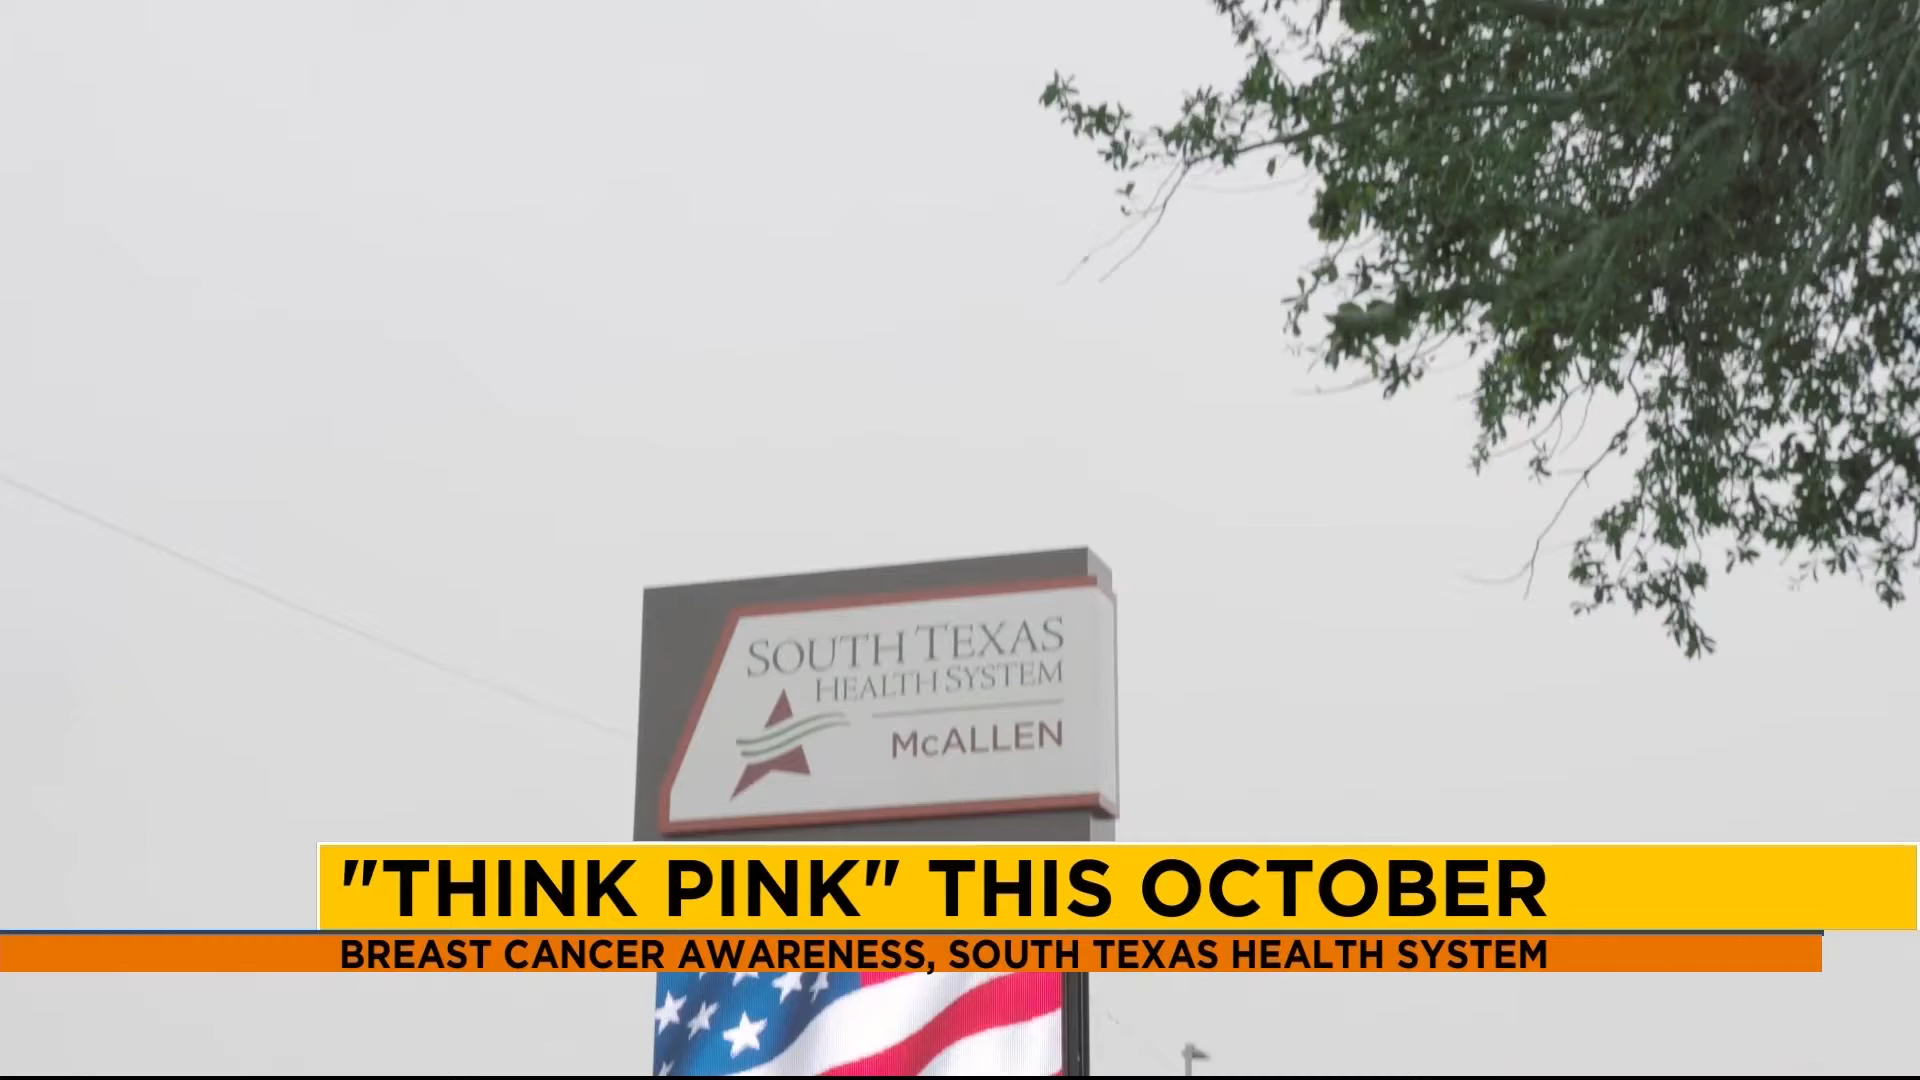 SOUTH TEXAS
HEALTH SYSTEM
McALLEN
"THINK PINK" THIS OCTOBER
BREAST CANCER AWARENESS, SOUTH TEXAS HEALTH SYSTEM